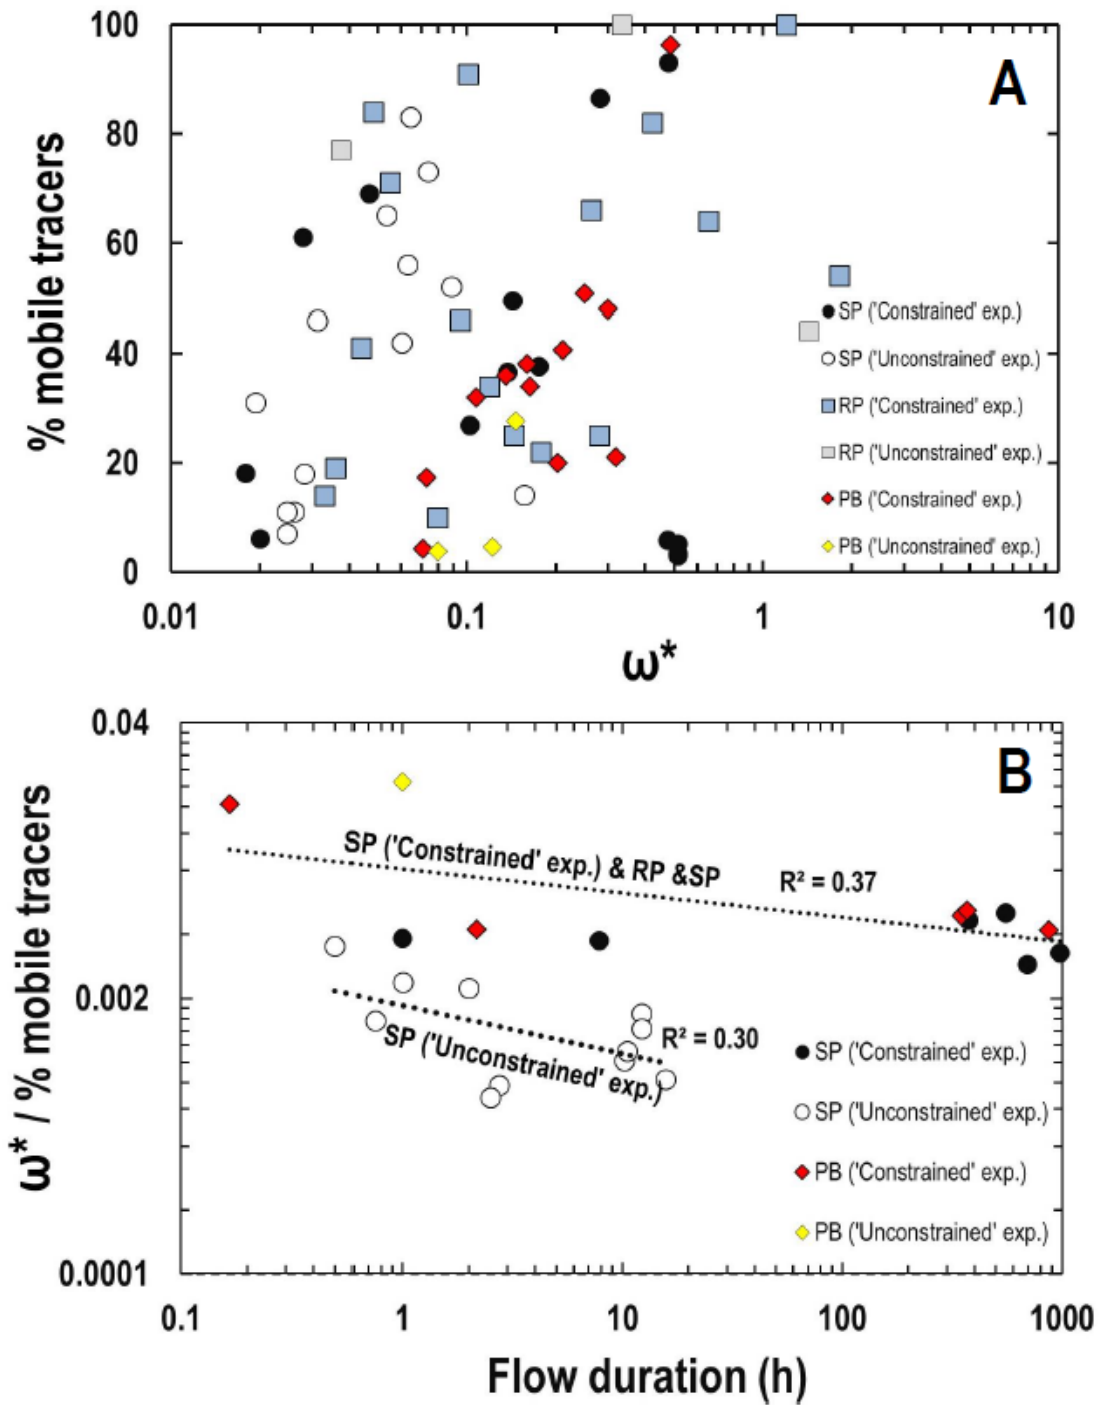 A
% mobile tracers
100
80
60
40
20
0
SP ('Constrained' exp.)
SP ('Unconstrained' exp.)
RP ('Constrained' exp.)
RP ('Unconstrained' exp.)
PB ('Constrained' exp.)
PB ('Unconstrained' exp.)
0.01 0.1 1 10
ω*
B
ω* / % mobile tracers
0.04
0.002
0.0001
SP ('Constrained' exp.) & RP &SP
R² = 0.37
SP ('Unconstrained' exp.)
R² = 0.30
SP ('Constrained' exp.)
SP ('Unconstrained' exp.)
PB ('Constrained' exp.)
PB ('Unconstrained' exp.)
0.1 1 10 100 1000
Flow duration (h)